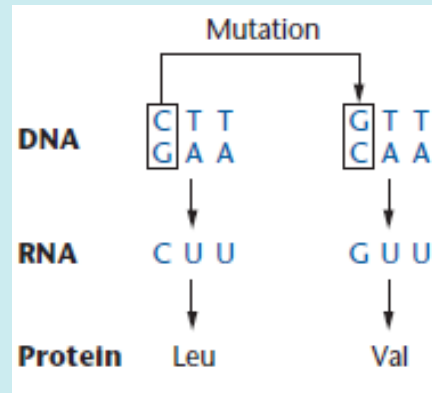 Mutation
C T T G T T
DNA
G A A C A A
RNA C U U G U U
Protein Leu Val